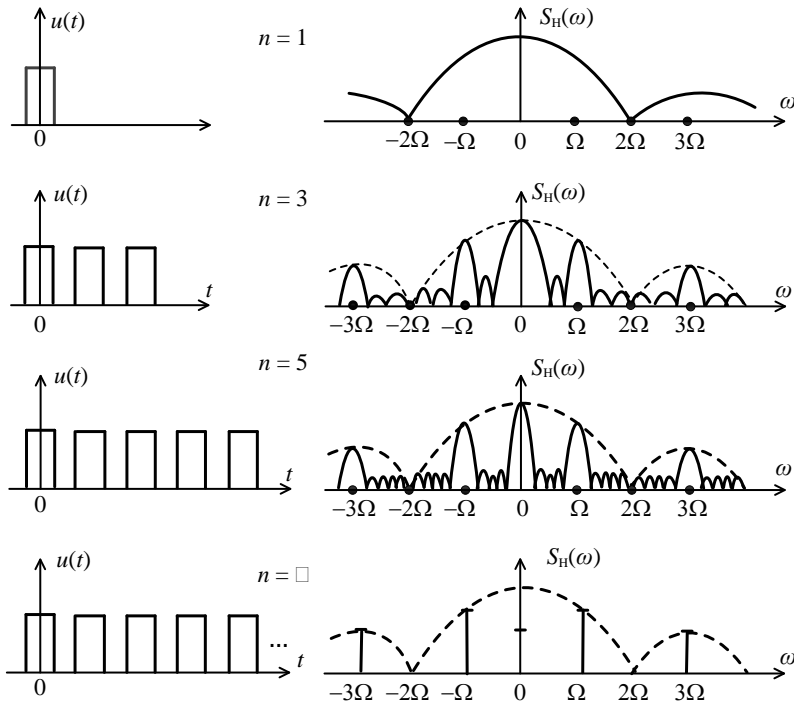 u(t) n = 1 S_H(ω)
ω
0 −2Ω −Ω 0 Ω 2Ω 3Ω
u(t) n = 3 S_H(ω)
t ω
0 −3Ω −2Ω −Ω 0 Ω 2Ω 3Ω
n = 5 S_H(ω)
u(t)
t ω
0 −3Ω −2Ω −Ω 0 Ω 2Ω 3Ω
u(t) S_H(ω)
n = □
... t ω
0 −3Ω −2Ω −Ω 0 Ω 2Ω 3Ω